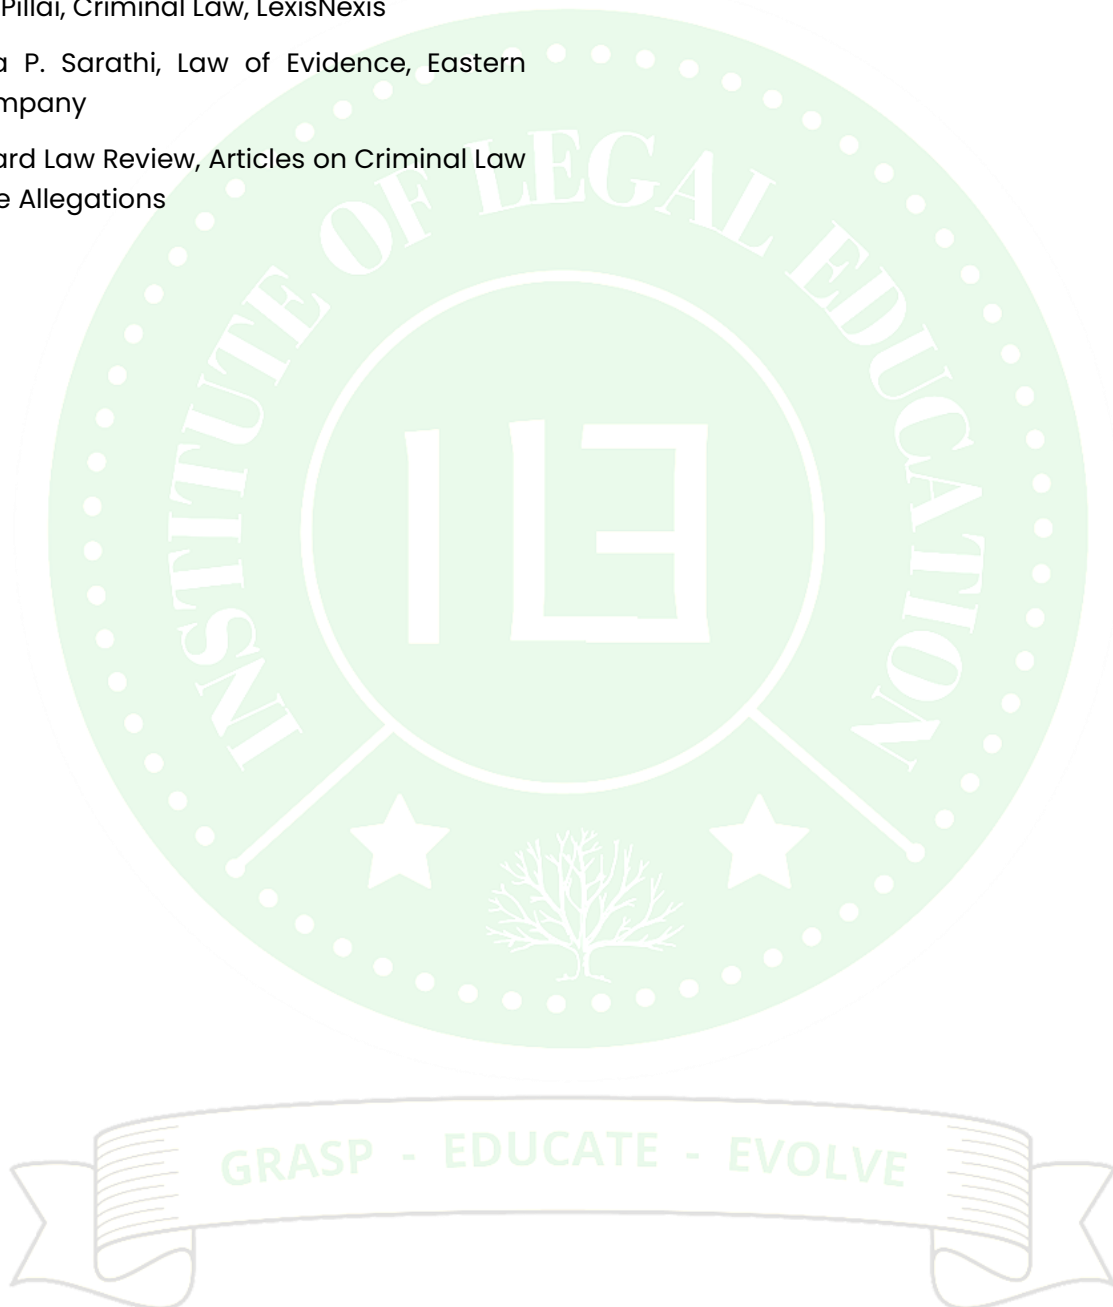 Pillai, Criminal Law, LexisNexis
a P. Sarathi, Law of Evidence, Eastern
mpany
ard Law Review, Articles on Criminal Law
e Allegations
INSTITUTE OF LEGAL EDUCATION
ILE
GRASP - EDUCATE - EVOLVE